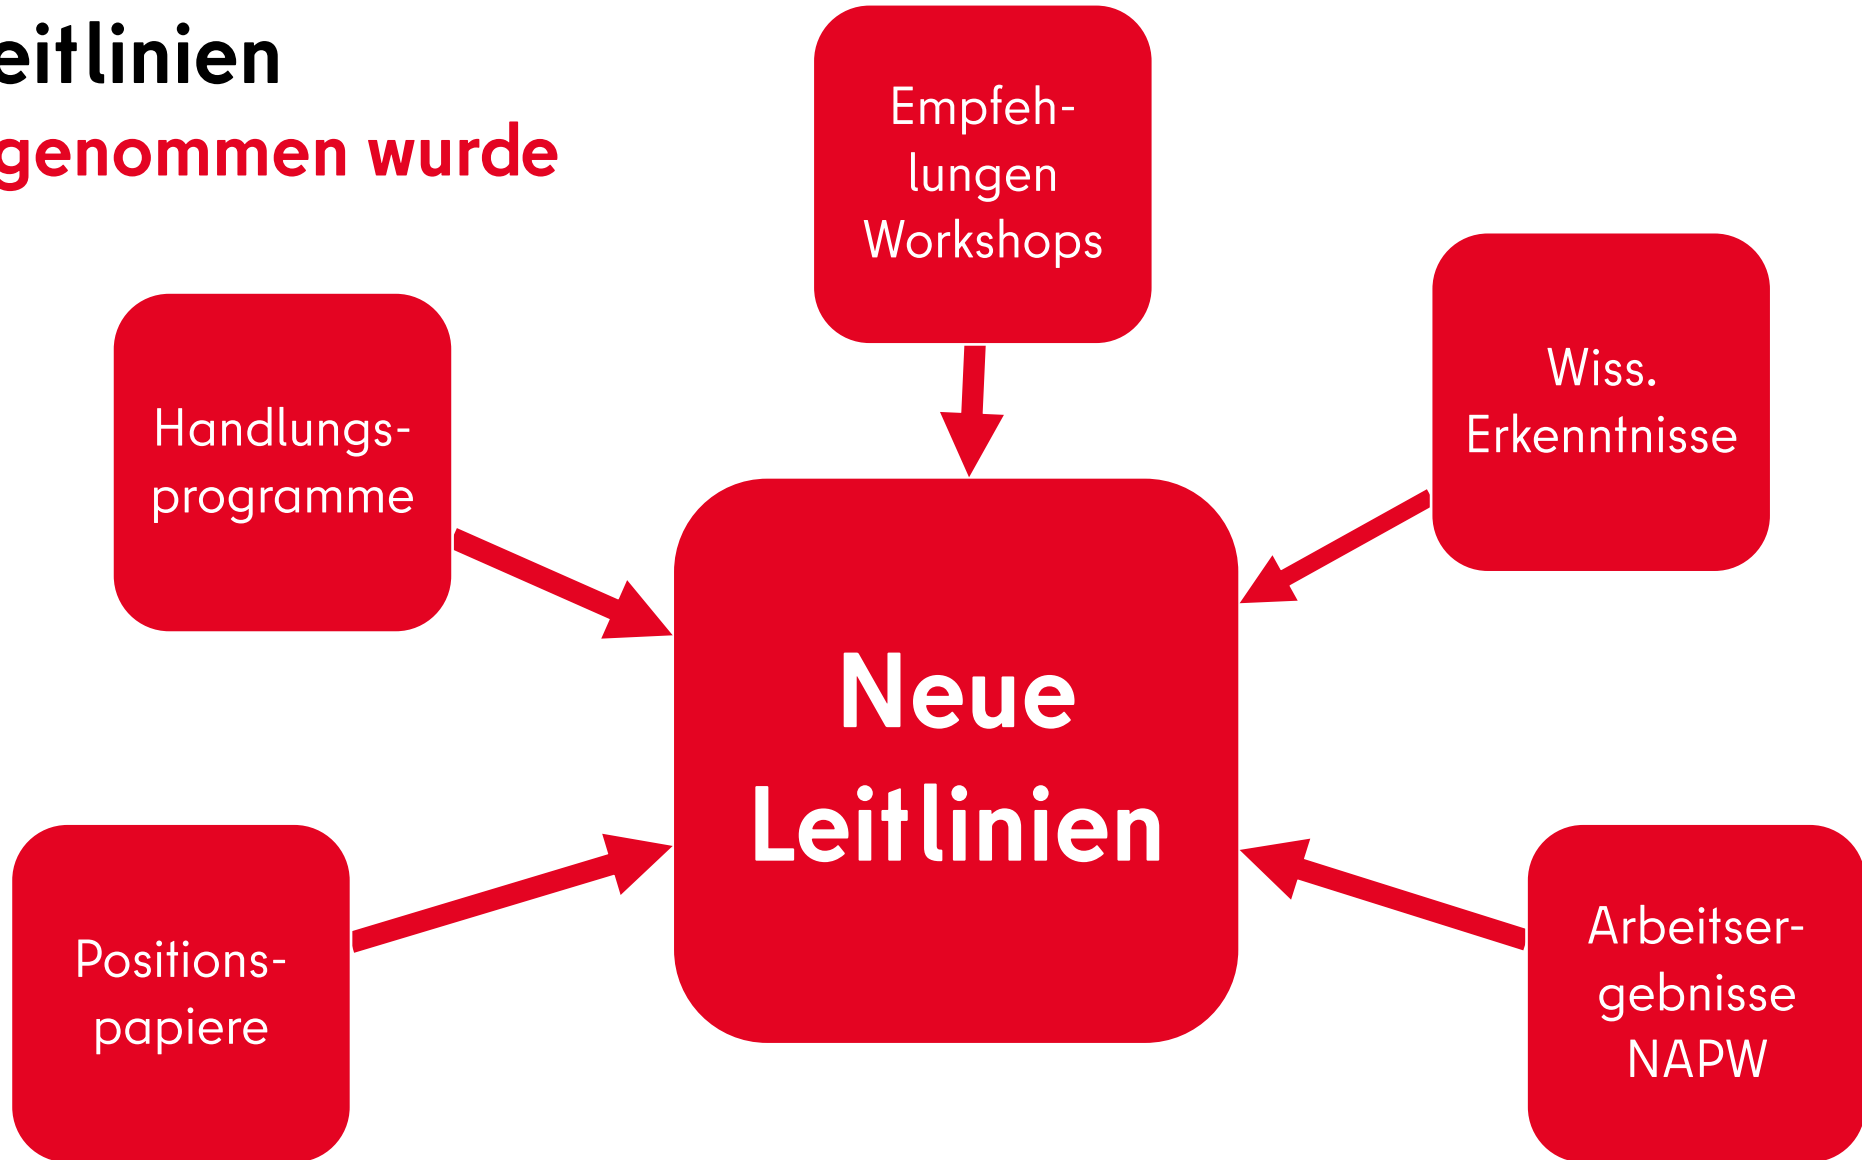 eitlinien
genommen wurde
Empfeh-
lungen
Workshops
Wiss.
Erkenntnisse
Handlungs-
programme
Neue
Leitlinien
Positions-
papiere
Arbeitser-
gebnisse
NAPW